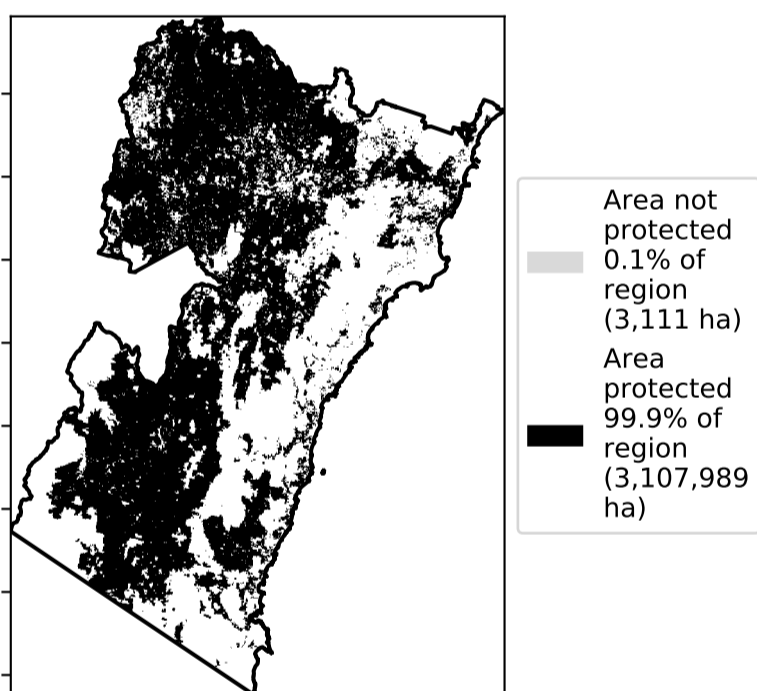 Area not
protected
0.1% of
region
(3,111 ha)
Area
protected
99.9% of
region
(3,107,989
ha)